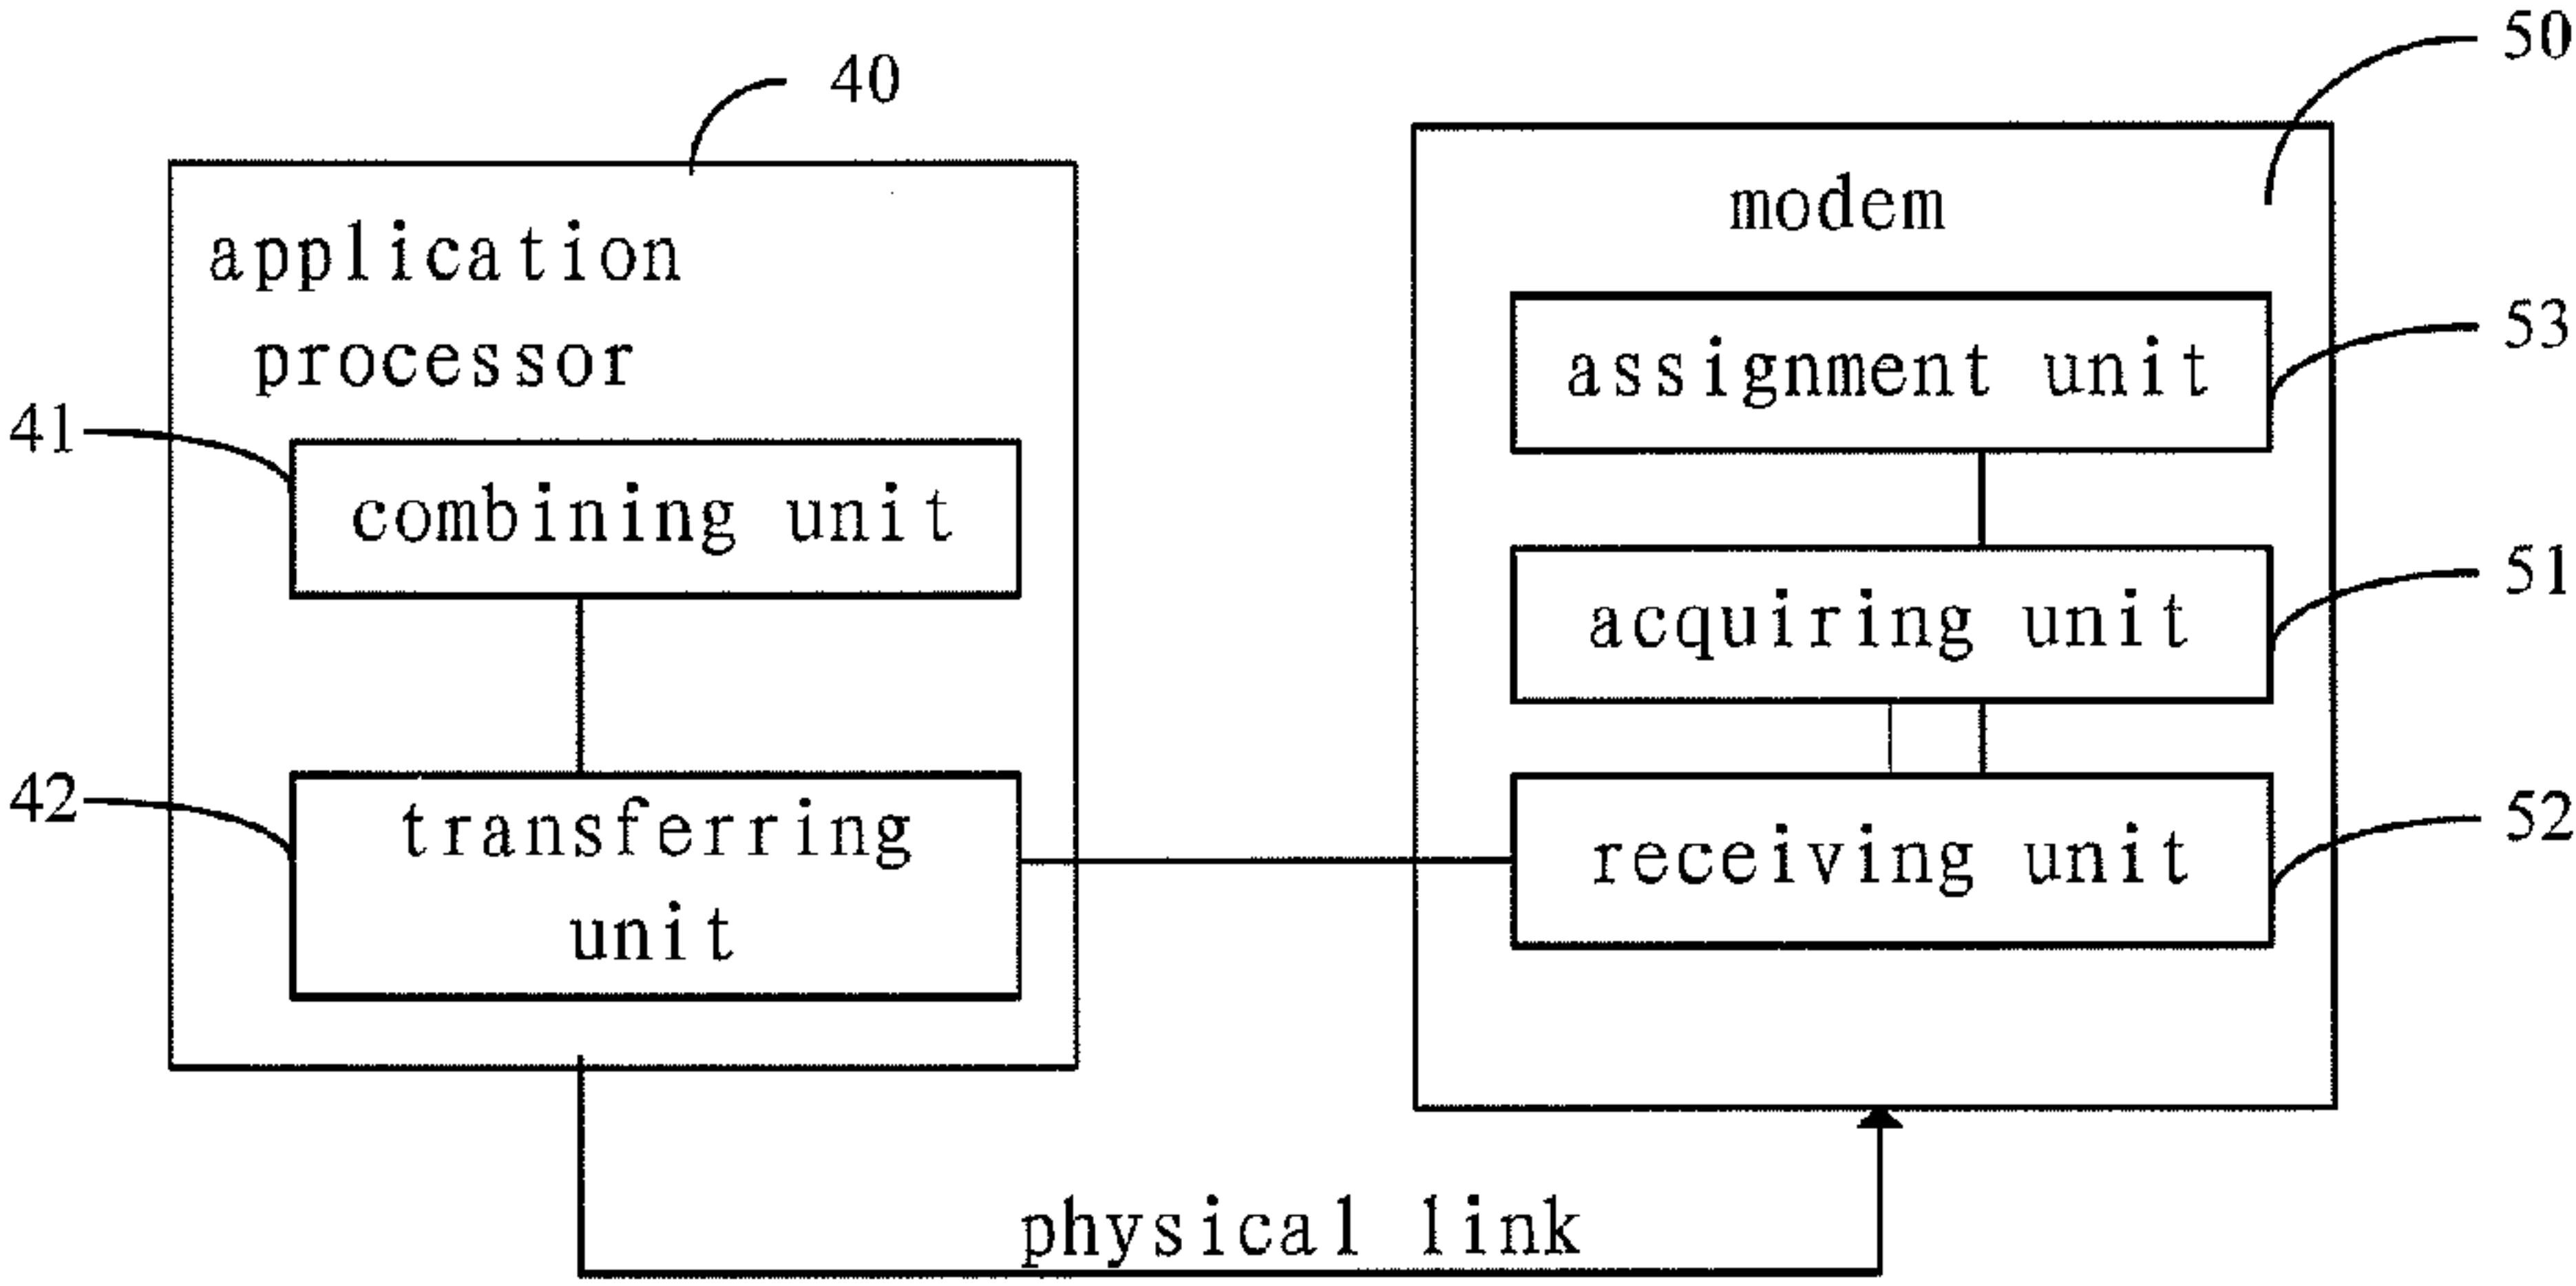 40
application
processor
41
combining unit
42
transferring
unit
50
modem
53
assignment unit
51
acquiring unit
52
receiving unit
physical link